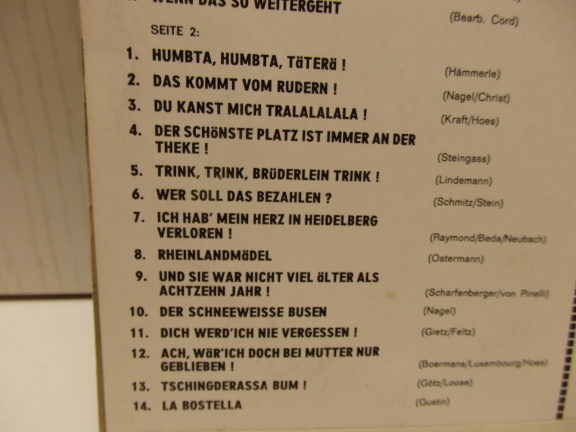 WENN DAS SO WEITERGEHT
(Bearb. Cord)
SEITE 2:
1. HUMBTA, HUMBTA, TäTERä ! (Hämmerle)
2. DAS KOMMT VOM RUDERN ! (Nagel/Christ)
3. DU KANST MICH TRALALALALA ! (Kraft/Hoes)
4. DER SCHöNSTE PLATZ IST IMMER AN DER
THEKE ! (Steingass)
5. TRINK, TRINK, BRüDERLEIN TRINK ! (Lindemann)
6. WER SOLL DAS BEZAHLEN ? (Schmitz/Stein)
7. ICH HAB' MEIN HERZ IN HEIDELBERG
VERLOREN ! (Raymond/Beda/Neubach)
8. RHEINLANDMäDEL (Ostermann)
9. UND SIE WAR NICHT VIEL äLTER ALS
ACHTZEHN JAHR ! (Scharfenberger/von Pinelli)
10. DER SCHNEEWEISSE BUSEN (Nagel)
11. DICH WERD'ICH NIE VERGESSEN ! (Gietz/Feltz)
12. ACH, WäR'ICH DOCH BEI MUTTER NUR
GEBLIEBEN ! (Boermans/Luxembourg/Hoes)
13. TSCHINGDERASSA BUM ! (Götz/Loose)
14. LA BOSTELLA (Gustin)